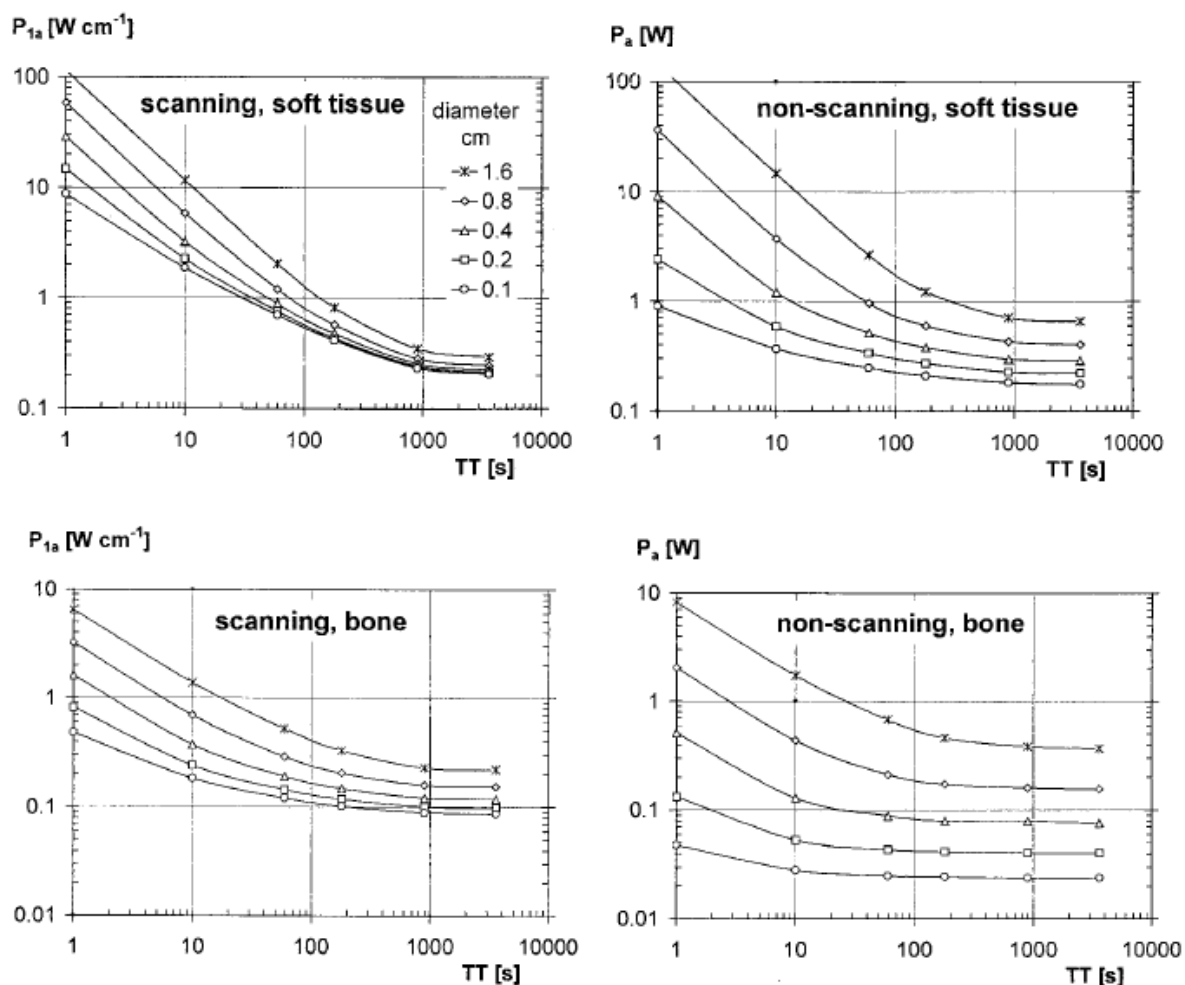 P1a [W cm-1]
Pa [W]
100
10
1
0.1
scanning, soft tissue
diameter
cm
1.6
0.8
0.4
0.2
0.1
1 10 100 1000 10000
TT [s]
100
10
1
0.1
non-scanning, soft tissue
1 10 100 1000 10000
TT [s]
P1a [W cm-1]
Pa [W]
10
1
0.1
0.01
scanning, bone
1 10 100 1000 10000
TT [s]
10
1
0.1
0.01
non-scanning, bone
1 10 100 1000 10000
TT [s]